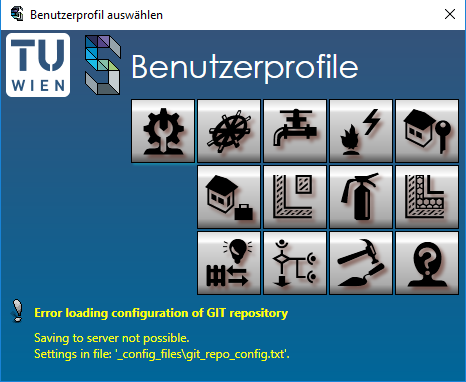 Benutzerprofil auswählen
TU
WIEN
Benutzerprofile
Error loading configuration of GIT repository
Saving to server not possible.
Settings in file: '_config_files\git_repo_config.txt'.